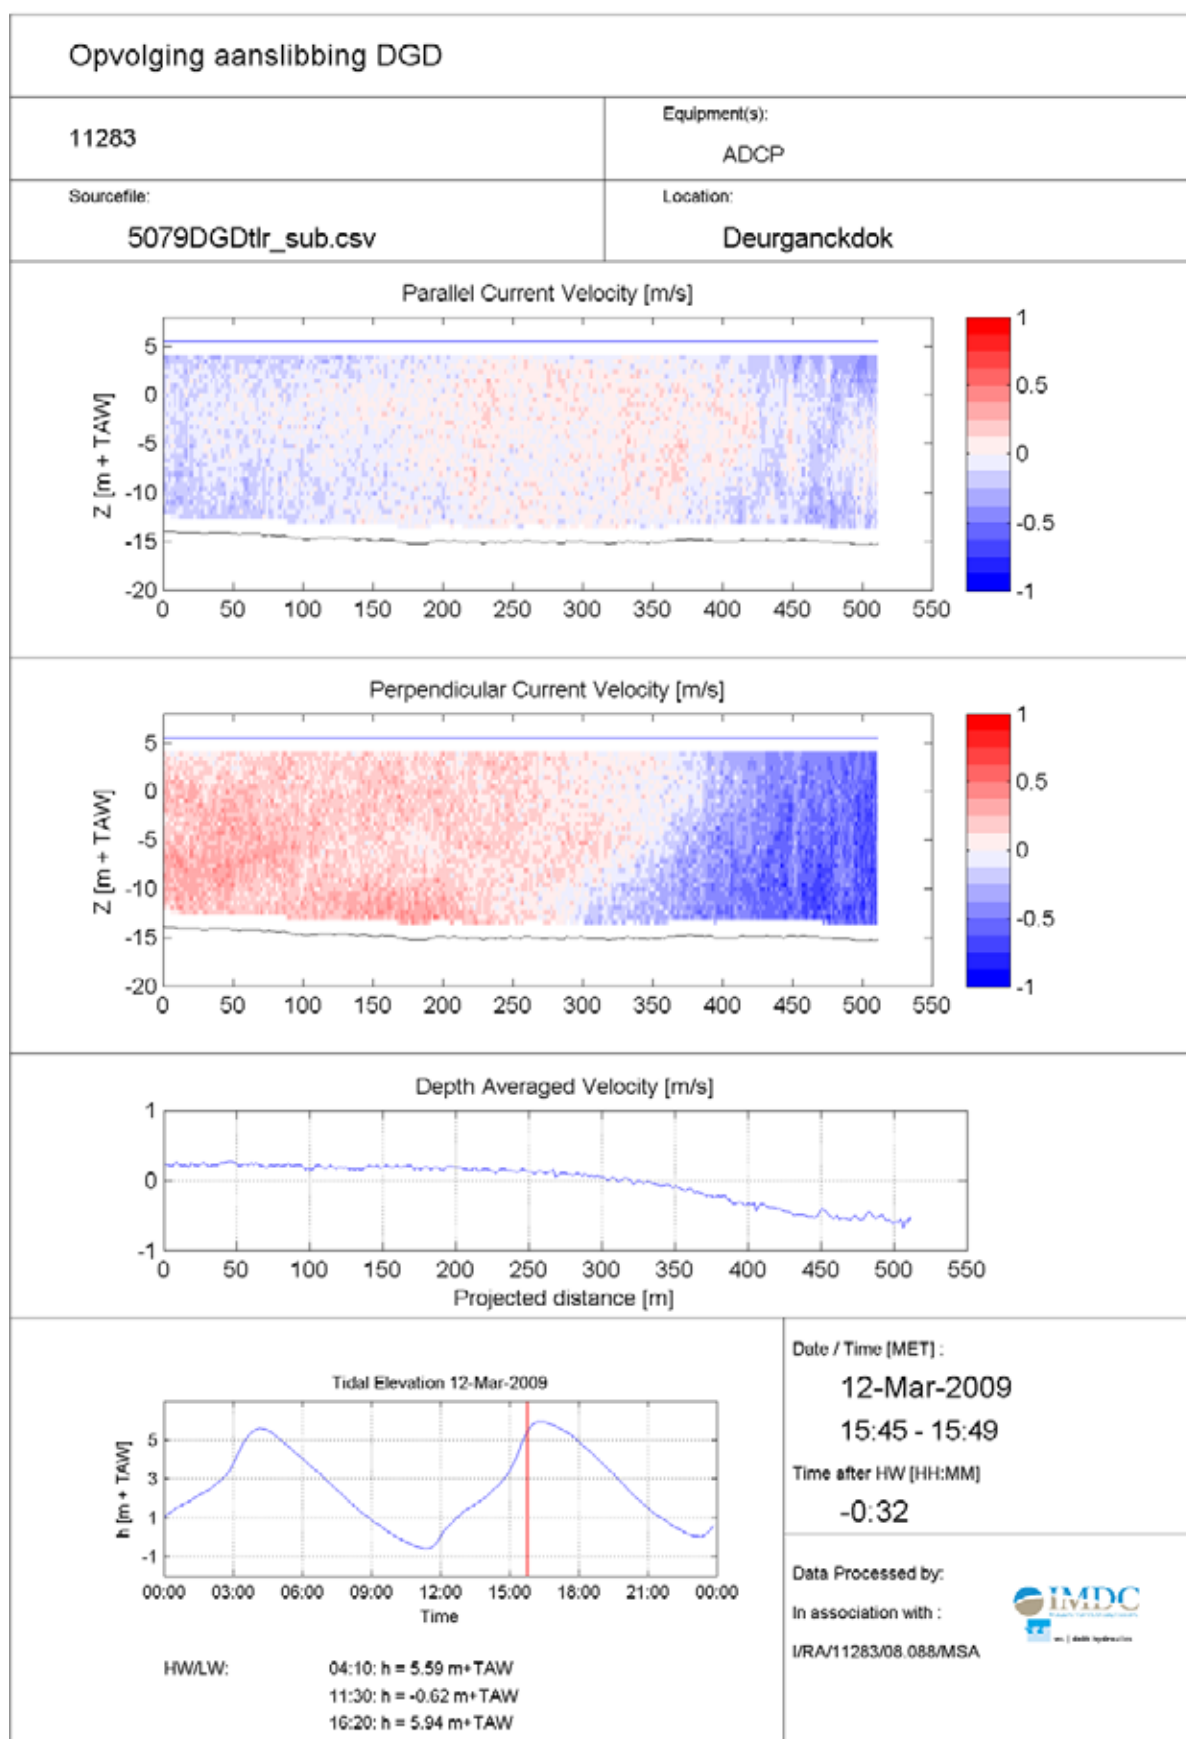 Opvolging aanslibbing DGD
11283
Equipment(s):
ADCP
Sourcefile:
5079DGDtlr_sub.csv
Location:
Deurganckdok
Parallel Current Velocity [m/s]
Z [m + TAW]
5
0
-5
-10
-15
-20
0 50 100 150 200 250 300 350 400 450 500 550
1
0.5
0
-0.5
-1
Perpendicular Current Velocity [m/s]
Z [m + TAW]
5
0
-5
-10
-15
-20
0 50 100 150 200 250 300 350 400 450 500 550
1
0.5
0
-0.5
-1
Depth Averaged Velocity [m/s]
1
0
-1
0 50 100 150 200 250 300 350 400 450 500 550
Projected distance [m]
Tidal Elevation 12-Mar-2009
h [m + TAW]
5
3
1
-1
00:00 03:00 06:00 09:00 12:00 15:00 18:00 21:00 00:00
Time
HW/LW:
04:10: h = 5.59 m+TAW
11:30: h = -0.62 m+TAW
16:20: h = 5.94 m+TAW
Date / Time [MET] :
12-Mar-2009
15:45 - 15:49
Time after HW [HH:MM]
-0:32
Data Processed by:
In association with :
I/RA/11283/08.088/MSA
IMDC